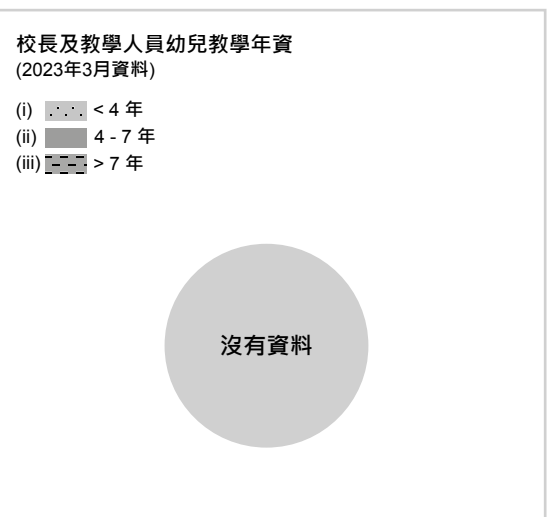 校長及教學人員幼兒教學年資
(2023年3月資料)
(i) < 4 年
(ii) 4 - 7 年
(iii) > 7 年
沒有資料